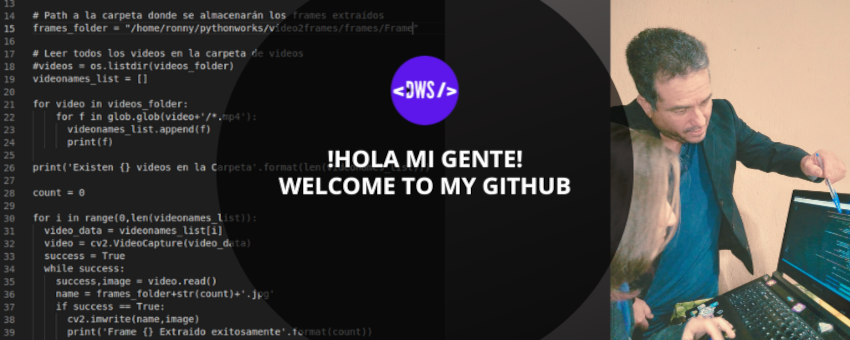 13
14 # Path a la carpeta donde se almacenarán los frames extraídos
15 frames_folder = "/home/ronny/pythonworks/video2frames/frames/Frame"
16
17 # Leer todos los videos en la carpeta de videos
18 #videos = os.listdir(videos_folder)
19 videonames_list = []
20
21 for video in videos_folder:
22 for f in glob.glob(video+'/*.mp4'):
23 videonames_list.append(f)
24 print(f)
25
26 print('Existen {} videos en la Carpeta'.format(len(videonames_list)))
27
28 count = 0
29
30 for i in range(0,len(videonames_list)):
31 video_data = videonames_list[i]
32 video = cv2.VideoCapture(video_data)
33 success = True
34 while success:
35 success,image = video.read()
36 name = frames_folder+str(count)+'.jpg'
37 if success == True:
38 cv2.imwrite(name,image)
39 print('Frame {} Extraido exitosamente'.format(count))
<DWS/>
!HOLA MI GENTE!
WELCOME TO MY GITHUB